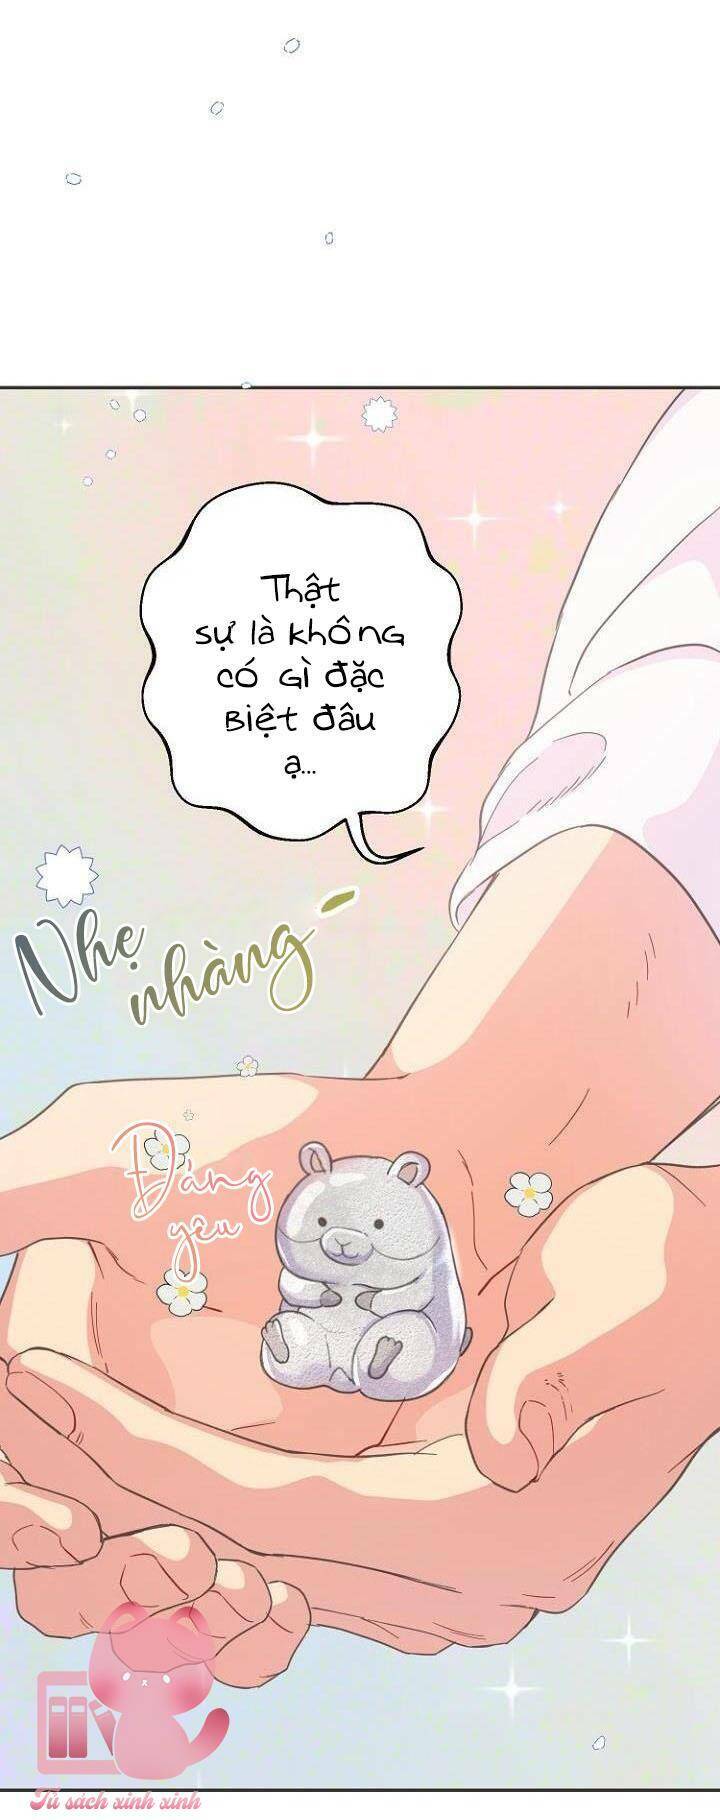 Thật
sự là không
có gì đặc
biệt đâu
ạ...
Nhẹ
nhàng
Đáng
yêu
Tủ sách xinh xinh